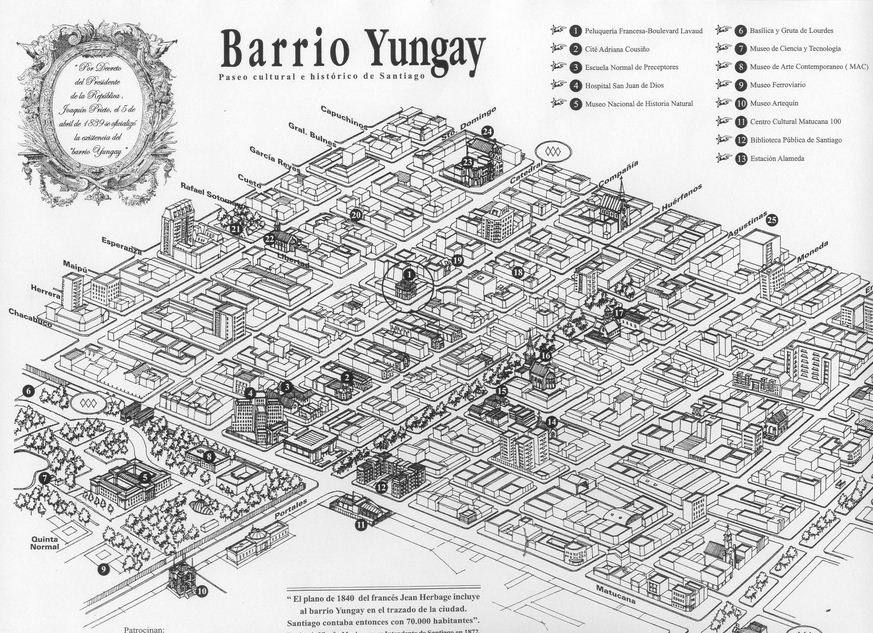 Barrio Yungay
Paseo cultural e histórico de Santiago
" Por Decreto
del Presidente
de la República ,
Joaquín Prieto, el 5 de
abril de 1839 se oficializó
la existencia del
"barrio Yungay "
1 Peluquería Francesa-Boulevard Lavaud
2 Cité Adriana Cousiño
3 Escuela Normal de Preceptores
4 Hospital San Juan de Dios
5 Museo Nacional de Historia Natural
6 Basílica y Gruta de Lourdes
7 Museo de Ciencia y Tecnología
8 Museo de Arte Contemporaneo ( MAC)
9 Museo Ferroviario
10 Museo Artequín
11 Centro Cultural Matucana 100
12 Biblioteca Pública de Santiago
13 Estación Alameda
Capuchinos
Sto. Domingo
Gral. Bulnes
24
García Reyes
23
Catedral
Cueto
Compañía
Rafael Sotomayor
Huérfanos
20
21
22
Agustinas
25
Esperanza
Libertad
Moneda
Maipú
19
18
1
Herrera
Chacabuco
17
16
2
3
4
6
15
14
8
5
7
12
Portales
11
Quinta
Normal
9
10
Matucana
" El plano de 1840 del francés Jean Herbage incluye
al barrio Yungay en el trazado de la ciudad.
Santiago contaba entonces con 70.000 habitantes".
Patrocinan: